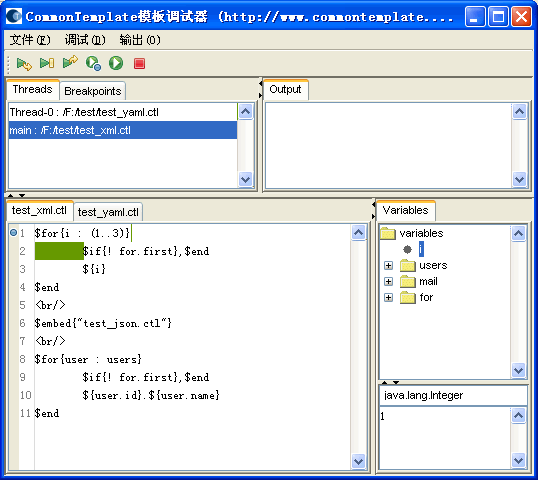 CommonTemplate模板调试器 (http://www.commontemplate....
文件(F) 调试(D) 输出(O)
Threads Breakpoints
Thread-0 : /F:/test/test_yaml.ctl
main : /F:/test/test_xml.ctl
Output
test_xml.ctl test_yaml.ctl
1 $for{i : (1..3)}
2 $if{! for.first},$end
3 ${i}
4 $end
5 <br/>
6 $embed{"test_json.ctl"}
7 <br/>
8 $for{user : users}
9 $if{! for.first},$end
10 ${user.id}.${user.name}
11 $end
Variables
variables
i
users
mail
for
java.lang.Integer
1